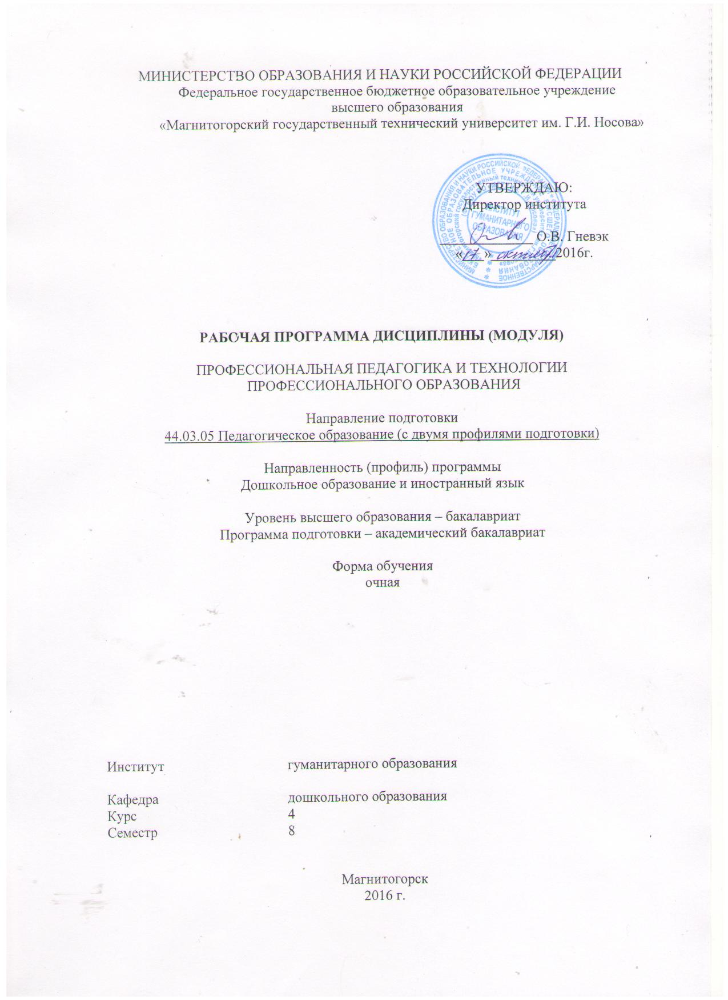 МИНИСТЕРСТВО ОБРАЗОВАНИЯ И НАУКИ РОССИЙСКОЙ ФЕДЕРАЦИИ
Федеральное государственное бюджетное образовательное учреждение
высшего образования
«Магнитогорский государственный технический университет им. Г.И. Носова»
УТВЕРЖДАЮ:
Директор института
О.В. Гневэк
«17» октября 2016г.
ИНСТИТУТ
ГУМАНИТАРНОГО
ОБРАЗОВАНИЯ
РАБОЧАЯ ПРОГРАММА ДИСЦИПЛИНЫ (МОДУЛЯ)
ПРОФЕССИОНАЛЬНАЯ ПЕДАГОГИКА И ТЕХНОЛОГИИ
ПРОФЕССИОНАЛЬНОГО ОБРАЗОВАНИЯ
Направление подготовки
44.03.05 Педагогическое образование (с двумя профилями подготовки)
Направленность (профиль) программы
Дошкольное образование и иностранный язык
Уровень высшего образования – бакалавриат
Программа подготовки – академический бакалавриат
Форма обучения
очная
Институт гуманитарного образования
Кафедра дошкольного образования
Курс 4
Семестр 8
Магнитогорск
2016 г.